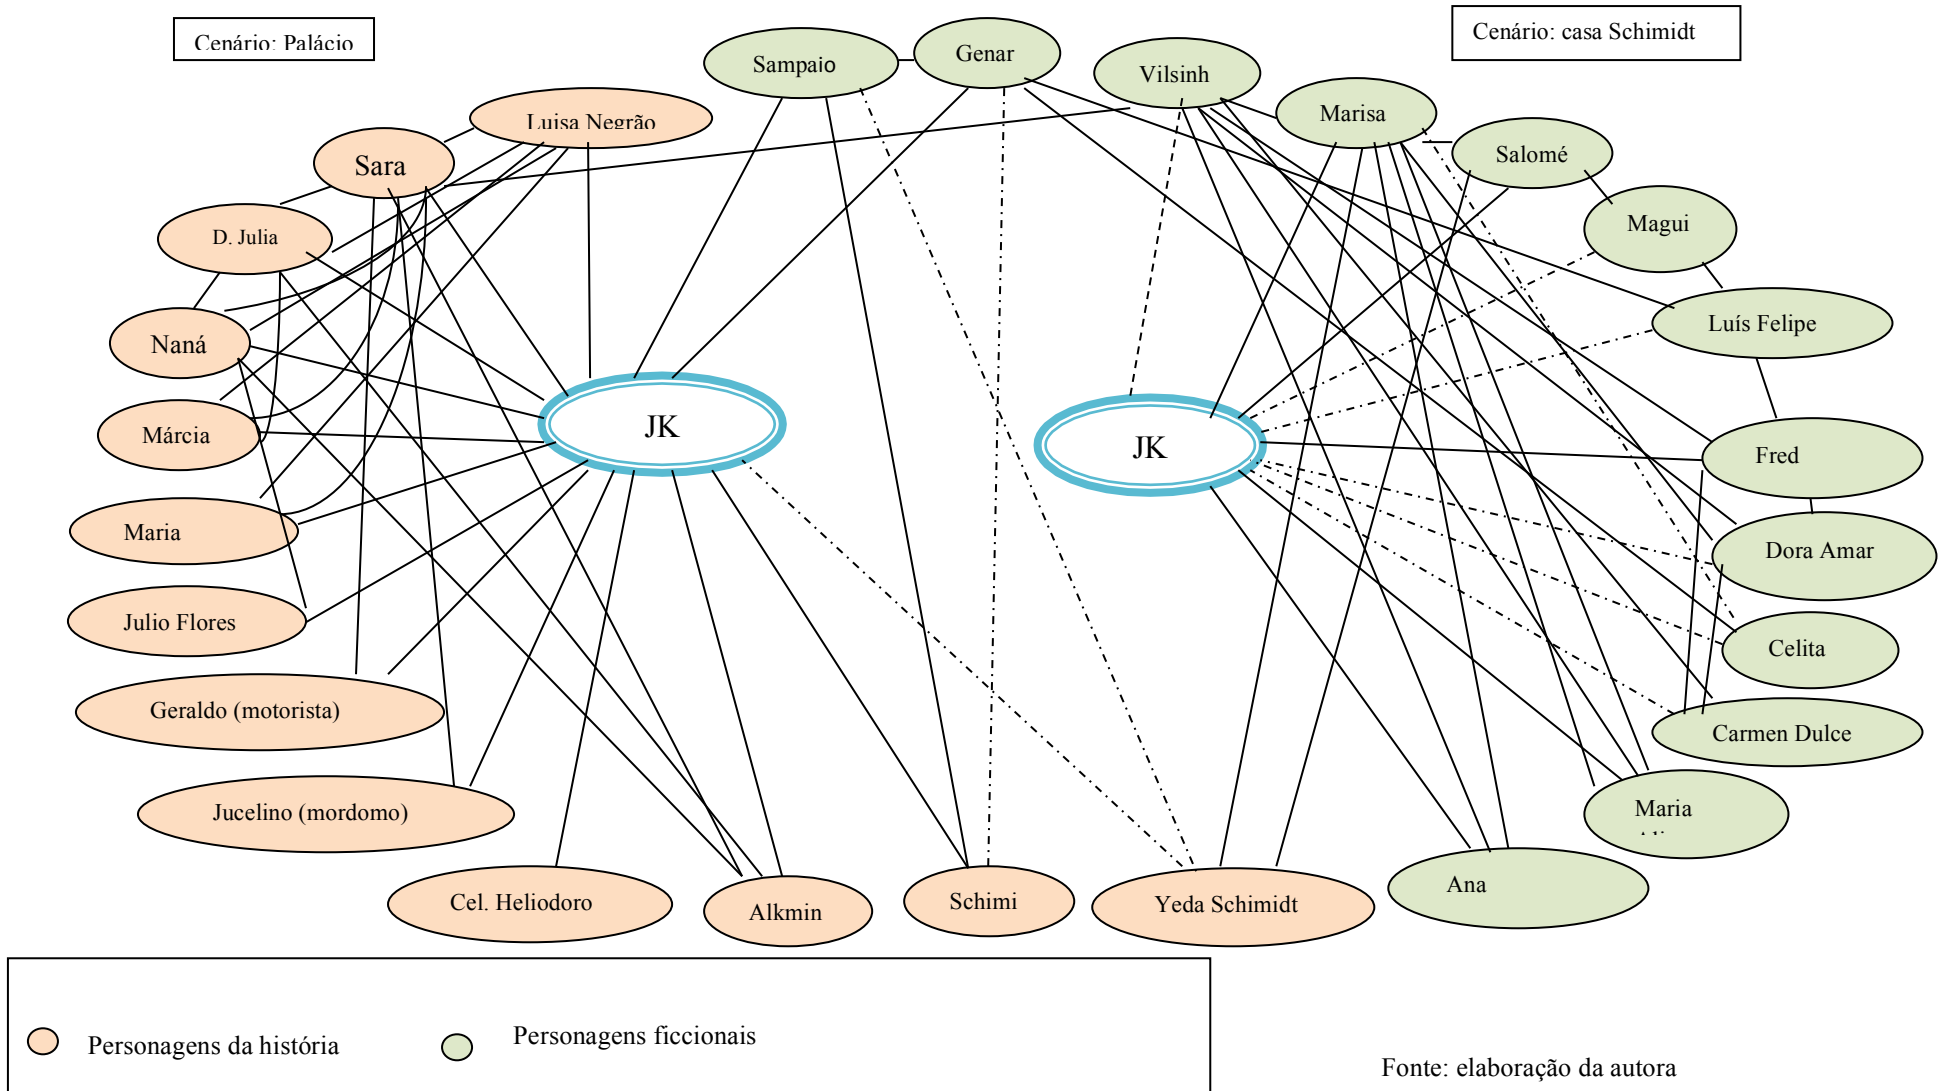 Cenário: Palácio
Cenário: casa Schimidt
Sampaio
Genar
Vilsinh
Marisa
Luisa Negrão
Sara
Salomé
Magui
D. Julia
Luís Felipe
Naná
JK
JK
Márcia
Fred
Maria
Dora Amar
Julio Flores
Celita
Geraldo (motorista)
Carmen Dulce
Jucelino (mordomo)
Maria
Cel. Heliodoro
Alkmin
Schimi
Yeda Schimidt
Ana
Personagens da história
Personagens ficcionais
Fonte: elaboração da autora